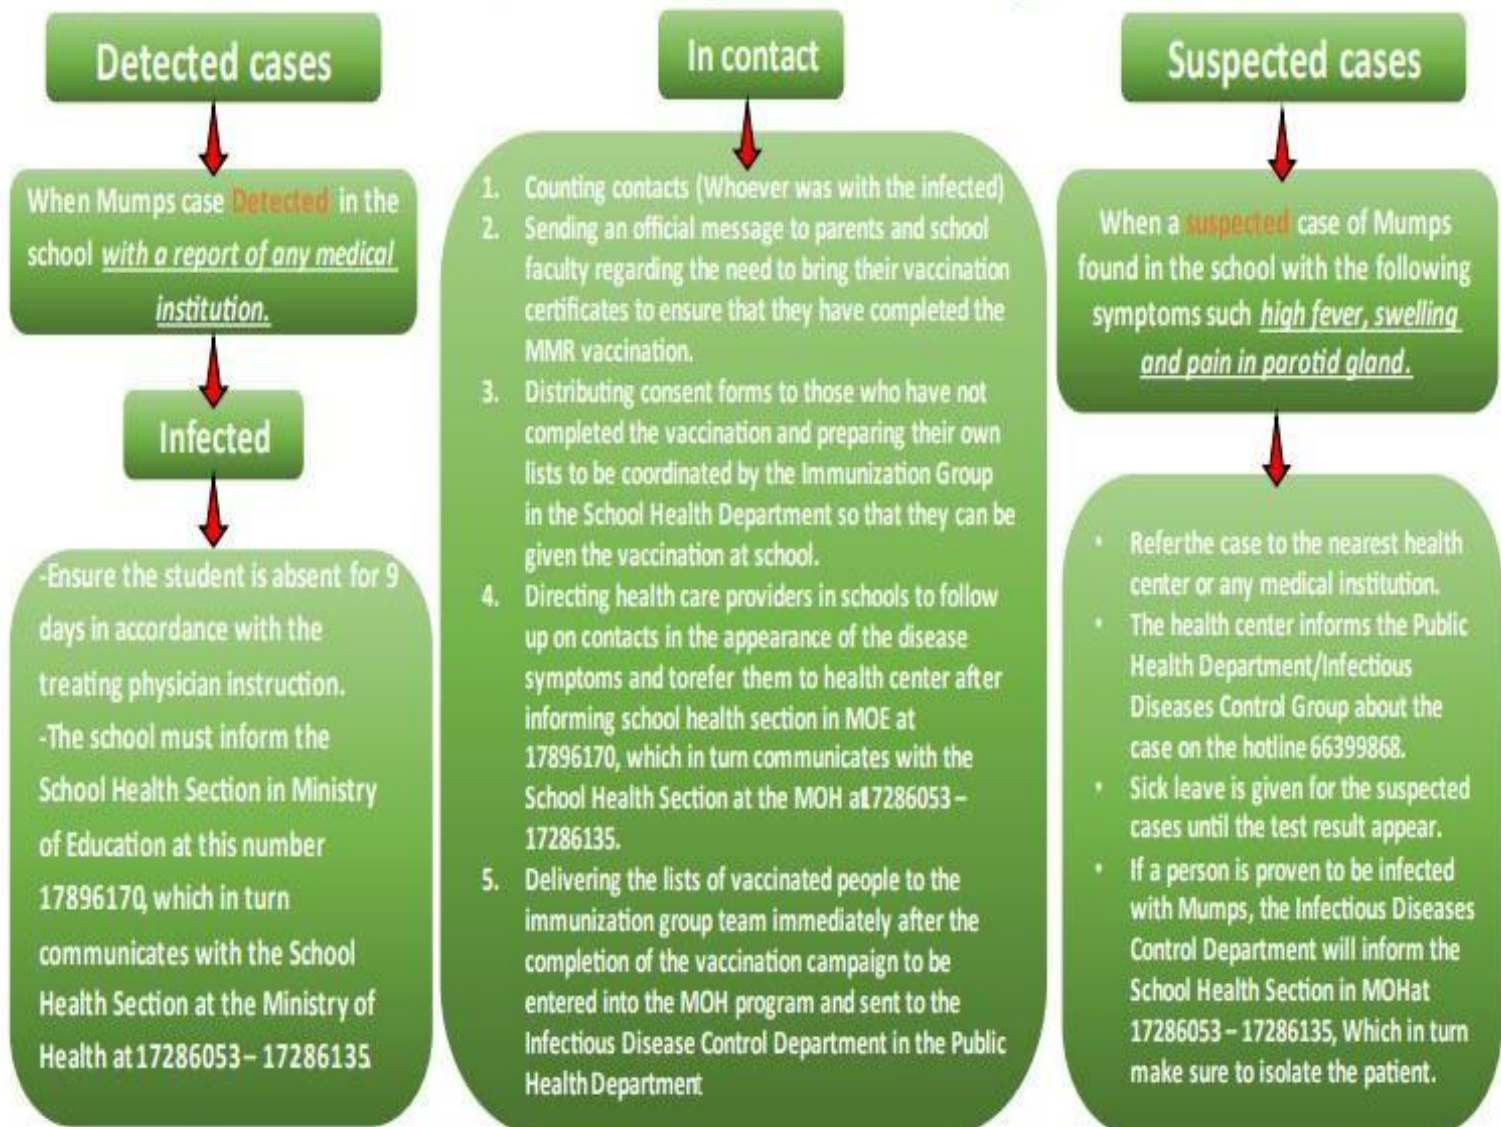 Detected cases
When Mumps case Detected in the
school with a report of any medical
institution.
Infected
-Ensure the student is absent for 9
days in accordance with the
treating physician instruction.
-The school must inform the
School Health Section in Ministry
of Education at this number
17896170, which in turn
communicates with the School
Health Section at the Ministry of
Health at 17286053 – 17286135.
In contact
1. Counting contacts (Whoever was with the infected)
2. Sending an official message to parents and school
faculty regarding the need to bring their vaccination
certificates to ensure that they have completed the
MMR vaccination.
3. Distributing consent forms to those who have not
completed the vaccination and preparing their own
lists to be coordinated by the Immunization Group
in the School Health Department so that they can be
given the vaccination at school.
4. Directing health care providers in schools to follow
up on contacts in the appearance of the disease
symptoms and torefer them to health center after
informing school health section in MOE at
17896170, which in turn communicates with the
School Health Section at the MOH at 17286053 –
17286135.
5. Delivering the lists of vaccinated people to the
immunization group team immediately after the
completion of the vaccination campaign to be
entered into the MOH program and sent to the
Infectious Disease Control Department in the Public
Health Department
Suspected cases
When a suspected case of Mumps
found in the school with the following
symptoms such high fever, swelling
and pain in parotid gland.
• Refer the case to the nearest health
center or any medical institution.
• The health center informs the Public
Health Department/Infectious
Diseases Control Group about the
case on the hotline 66399868.
• Sick leave is given for the suspected
cases until the test result appear.
• If a person is proven to be infected
with Mumps, the Infectious Diseases
Control Department will inform the
School Health Section in MOHat
17286053 – 17286135, Which in turn
make sure to isolate the patient.